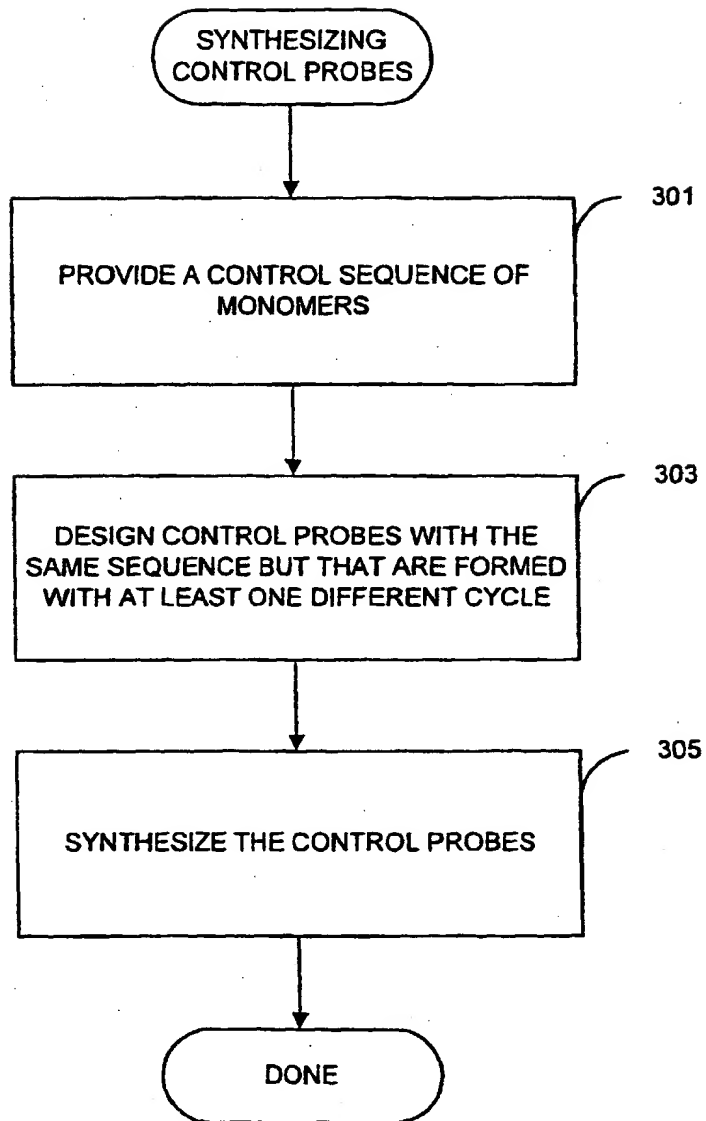 SYNTHESIZING
CONTROL PROBES
301
PROVIDE A CONTROL SEQUENCE OF
MONOMERS
303
DESIGN CONTROL PROBES WITH THE
SAME SEQUENCE BUT THAT ARE FORMED
WITH AT LEAST ONE DIFFERENT CYCLE
305
SYNTHESIZE THE CONTROL PROBES
DONE